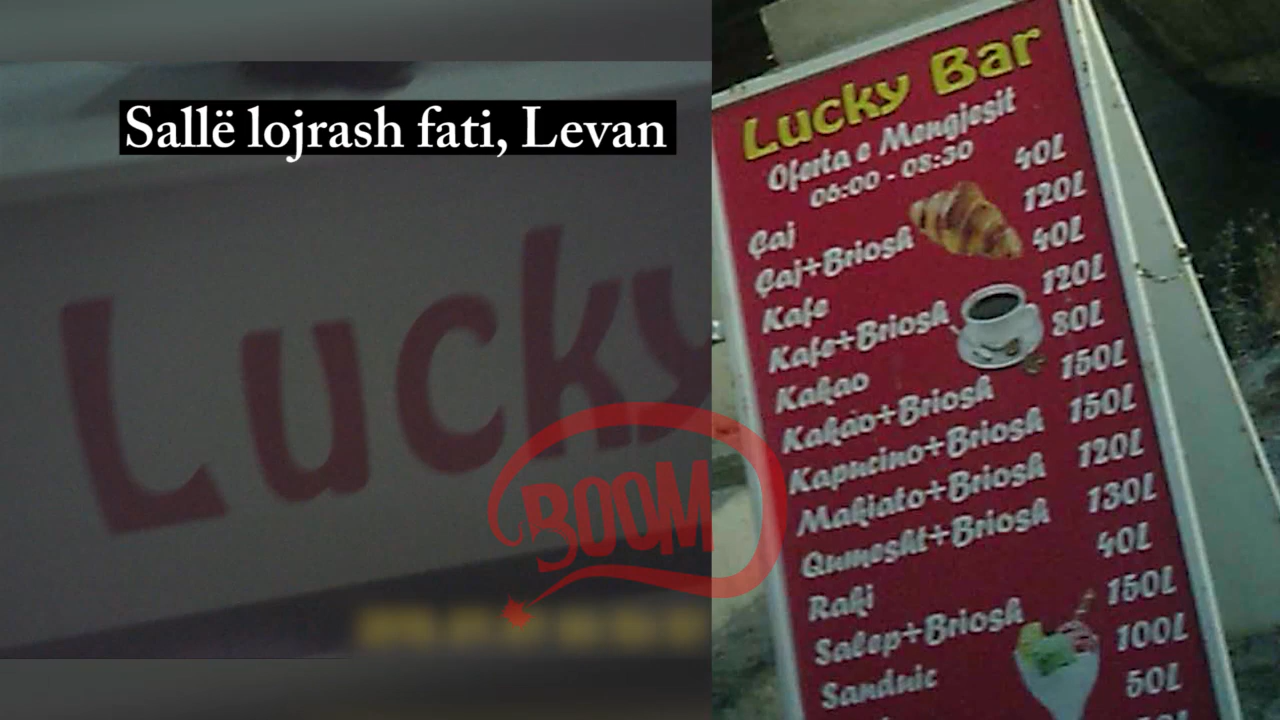 Sallë lojrash fati, Levan
Lucky
BOOM
Lucky Bar
Oferta e Mengjesit
06:00 - 08:30
Çaj 40L
Çaj+Briosh 120L
Kafe 40L
Kafe+Briosh 120L
Kakao 80L
Kakao+Briosh 150L
Kapucino+Briosh 150L
Makiato+Briosh 120L
Qumesht+Briosh 130L
Raki 40L
Salep+Briosh 150L
Sanduic 100L
50L